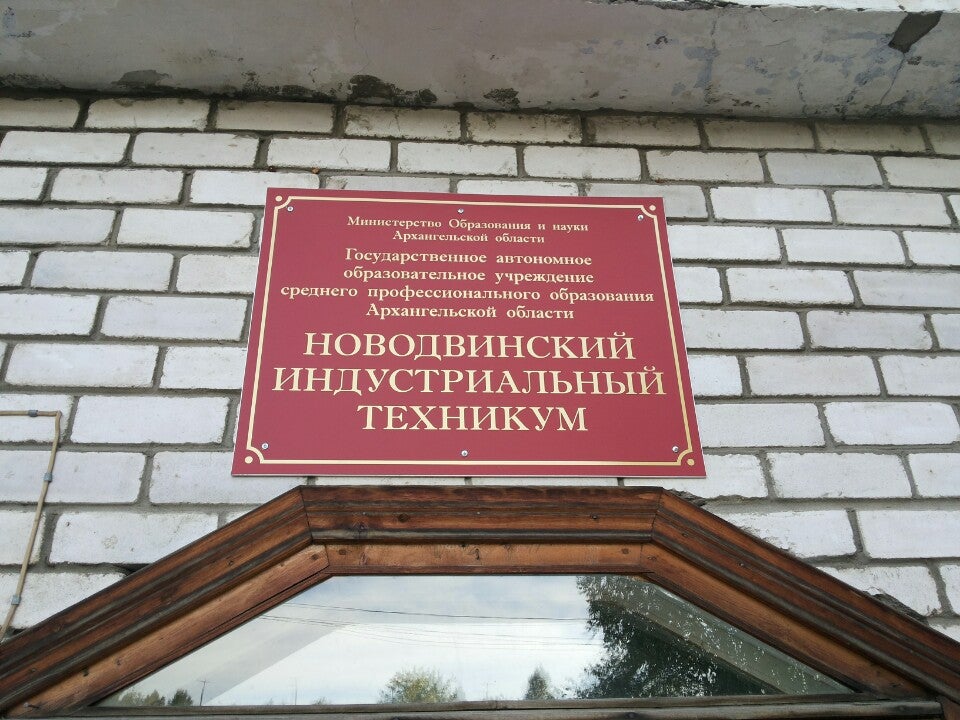 Министерство Образования и науки
Архангельской области
Государственное автономное
образовательное учреждение
среднего профессионального образования
Архангельской области
НОВОДВИНСКИЙ
ИНДУСТРИАЛЬНЫЙ
ТЕХНИКУМ